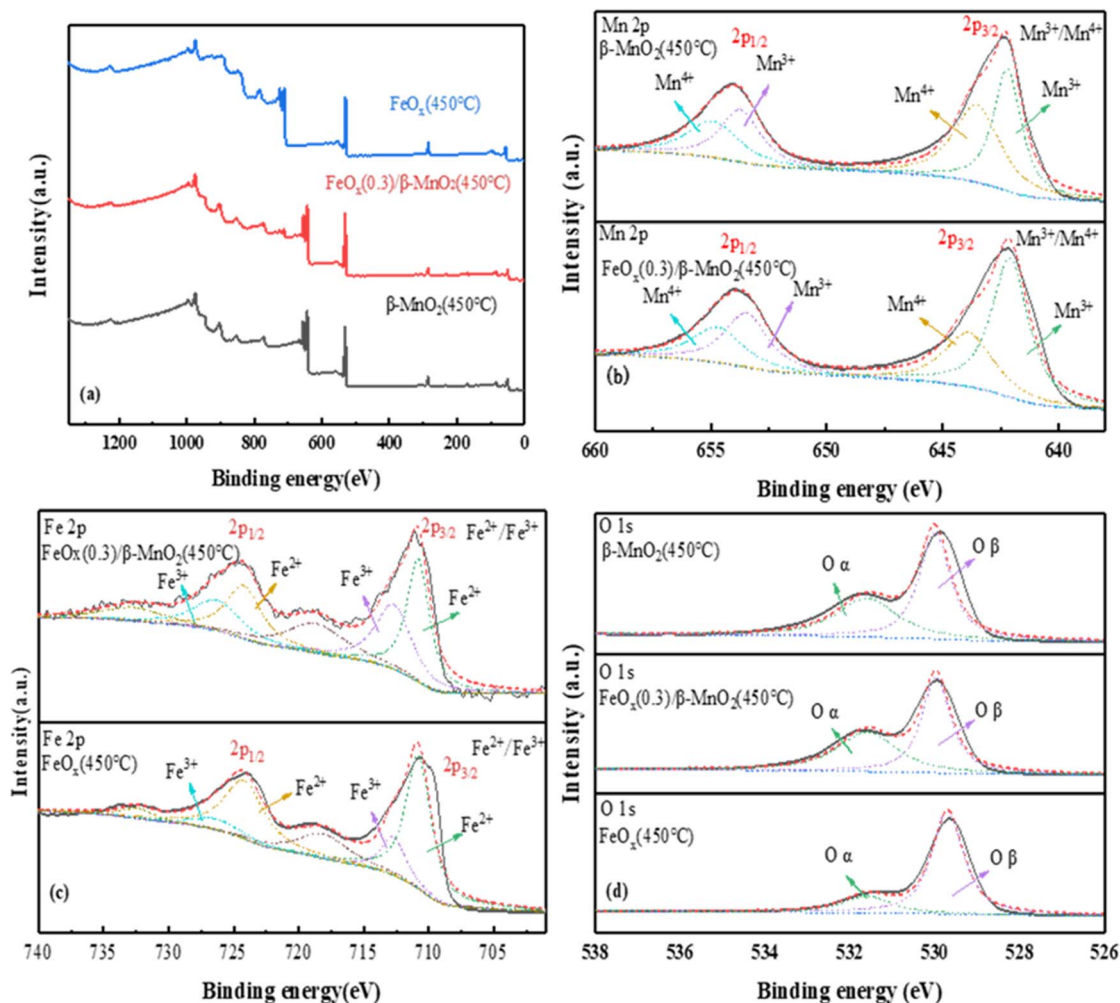 FeOₓ(450℃)
FeOₓ(0.3)/β-MnO₂(450℃)
β-MnO₂(450℃)
(a)
Intensity(a.u.)
1200 1000 800 600 400 200 0
Binding energy(eV)
Mn 2p
β-MnO₂(450℃)
2p₁/₂
2p₃/₂
Mn³⁺/Mn⁴⁺
Mn⁴⁺
Mn³⁺
Mn⁴⁺
Mn³⁺
Mn 2p
FeOₓ(0.3)/β-MnO₂(450℃)
2p₁/₂
2p₃/₂
Mn³⁺/Mn⁴⁺
Mn⁴⁺
Mn³⁺
Mn⁴⁺
Mn³⁺
(b)
Intensity (a.u.)
660 655 650 645 640
Binding energy (eV)
Fe 2p
FeOx(0.3)/β-MnO₂(450℃)
2p₁/₂
2p₃/₂
Fe²⁺/Fe³⁺
Fe³⁺
Fe²⁺
Fe³⁺
Fe²⁺
Fe 2p
FeOₓ(450℃)
2p₁/₂
2p₃/₂
Fe²⁺/Fe³⁺
Fe³⁺
Fe²⁺
Fe³⁺
Fe²⁺
(c)
Intensity(a.u.)
740 735 730 725 720 715 710 705
Binding energy(eV)
O 1s
β-MnO₂(450℃)
O α
O β
O 1s
FeOₓ(0.3)/β-MnO₂(450℃)
O α
O β
O 1s
FeOₓ(450℃)
O α
O β
(d)
Intensity (a.u.)
538 536 534 532 530 528 526
Binding energy (eV)